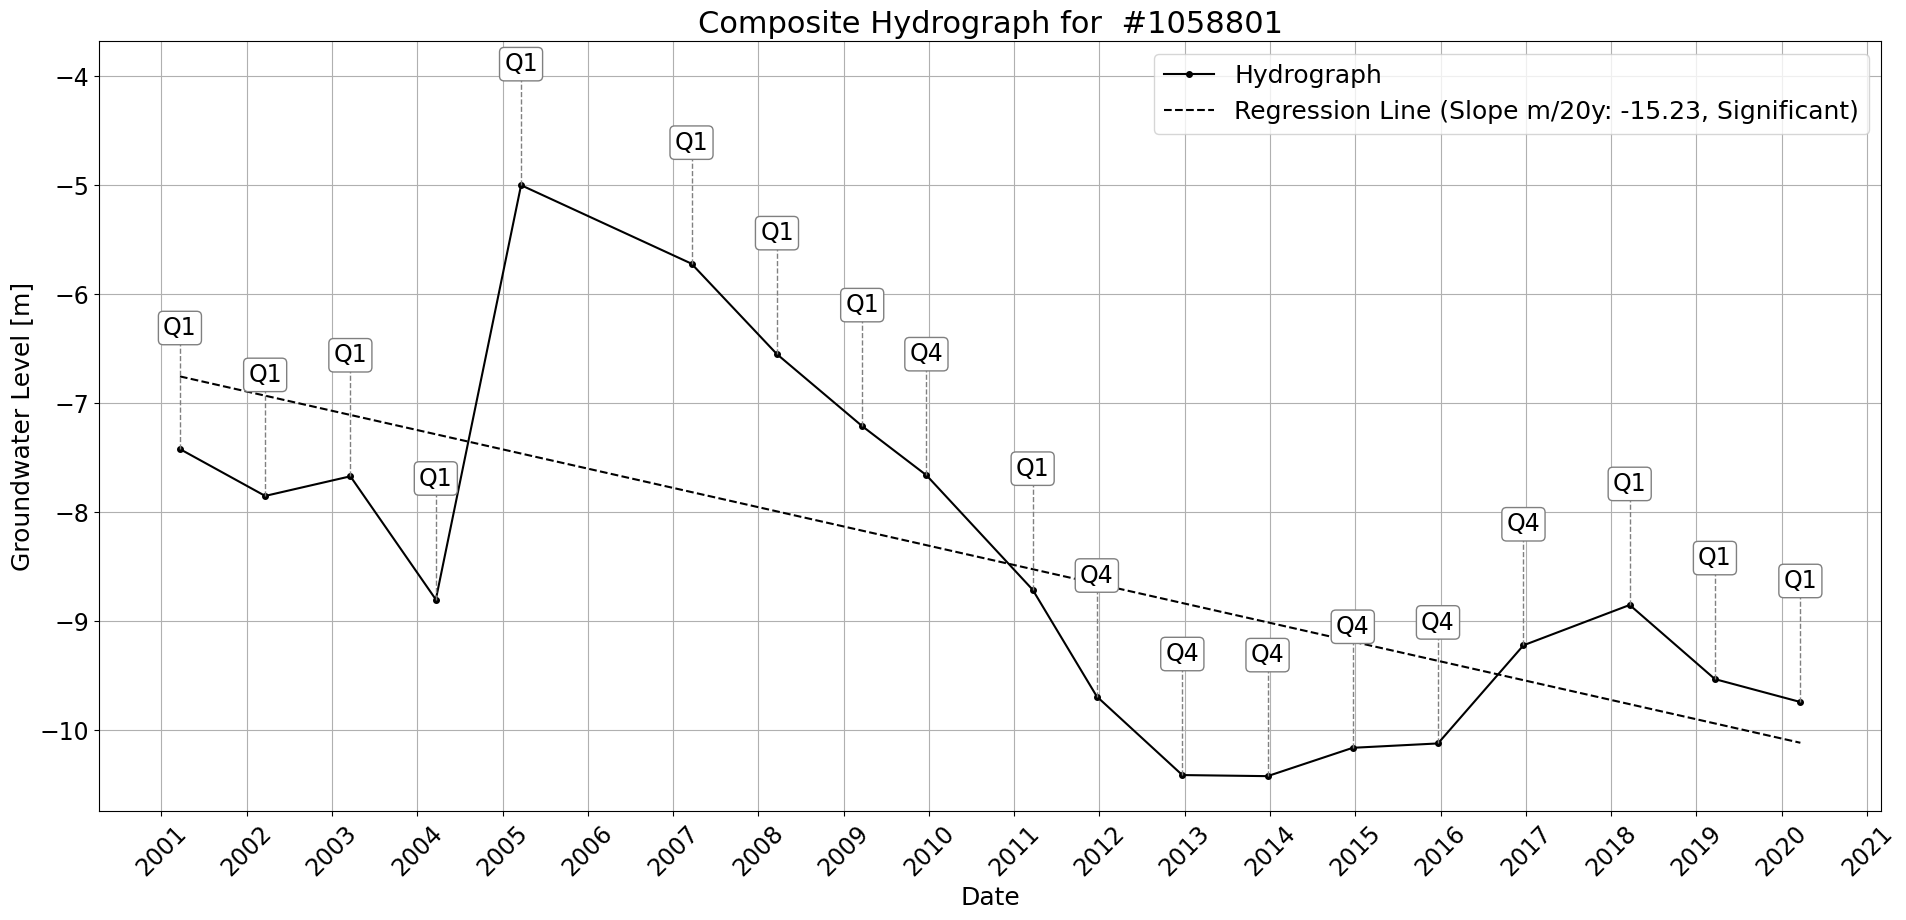 Composite Hydrograph for #1058801
Hydrograph
Regression Line (Slope m/20y: -15.23, Significant)
Groundwater Level [m]
−4
−5
−6
−7
−8
−9
−10
Q1
Q1
Q1
Q1
Q1
Q1
Q1
Q1
Q4
Q1
Q4
Q4
Q4
Q4
Q4
Q4
Q1
Q1
Q1
2001
2002
2003
2004
2005
2006
2007
2008
2009
2010
2011
2012
2013
2014
2015
2016
2017
2018
2019
2020
2021
Date